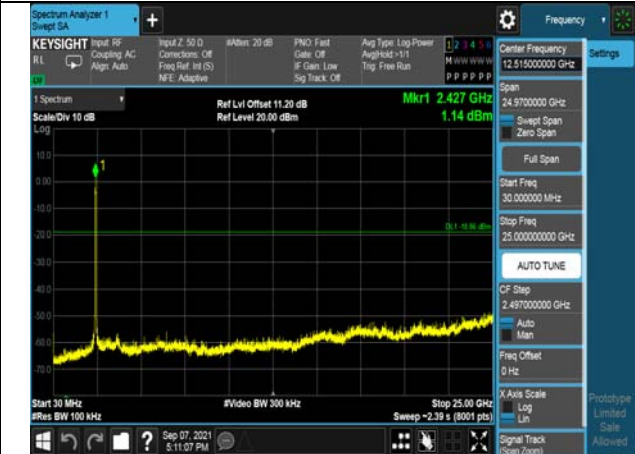 Spectrum Analyzer 1
Swept SA
+
Frequency
KEYSIGHT
RL
Input: RF
Coupling: AC
Align: Auto
Input Z: 50 Ω
Corrections: Off
Freq Ref: Int (S)
NFE: Adaptive
#Atten: 20 dB
PNO: Fast
Gate: Off
IF Gain: Low
Sig Track: Off
Avg Type: Log-Power
Avg|Hold:>1/1
Trig: Free Run
1 2 3 4 5 6
M W W W W W
P P P P P P
1 Spectrum
Scale/Div 10 dB
Log
Ref Lvl Offset 11.20 dB
Ref Level 20.00 dBm
Mkr1 2.427 GHz
1.14 dBm
10.0
0.00
-10.0
-20.0
-30.0
-40.0
-50.0
-60.0
-70.0
1
DL1 -18.86 dBm
Start 30 MHz
#Res BW 100 kHz
#Video BW 300 kHz
Stop 25.00 GHz
Sweep ~2.39 s (8001 pts)
Center Frequency
12.515000000 GHz
Settings
Span
24.9700000 GHz
Swept Span
Zero Span
Full Span
Start Freq
30.000000 MHz
Stop Freq
25.000000000 GHz
AUTO TUNE
CF Step
2.497000000 GHz
Auto
Man
Freq Offset
0 Hz
X Axis Scale
Log
Lin
Signal Track
(Span Zoom)
Prototype
Limited
Sale
Allowed
?
Sep 07, 2021
5:11:07 PM